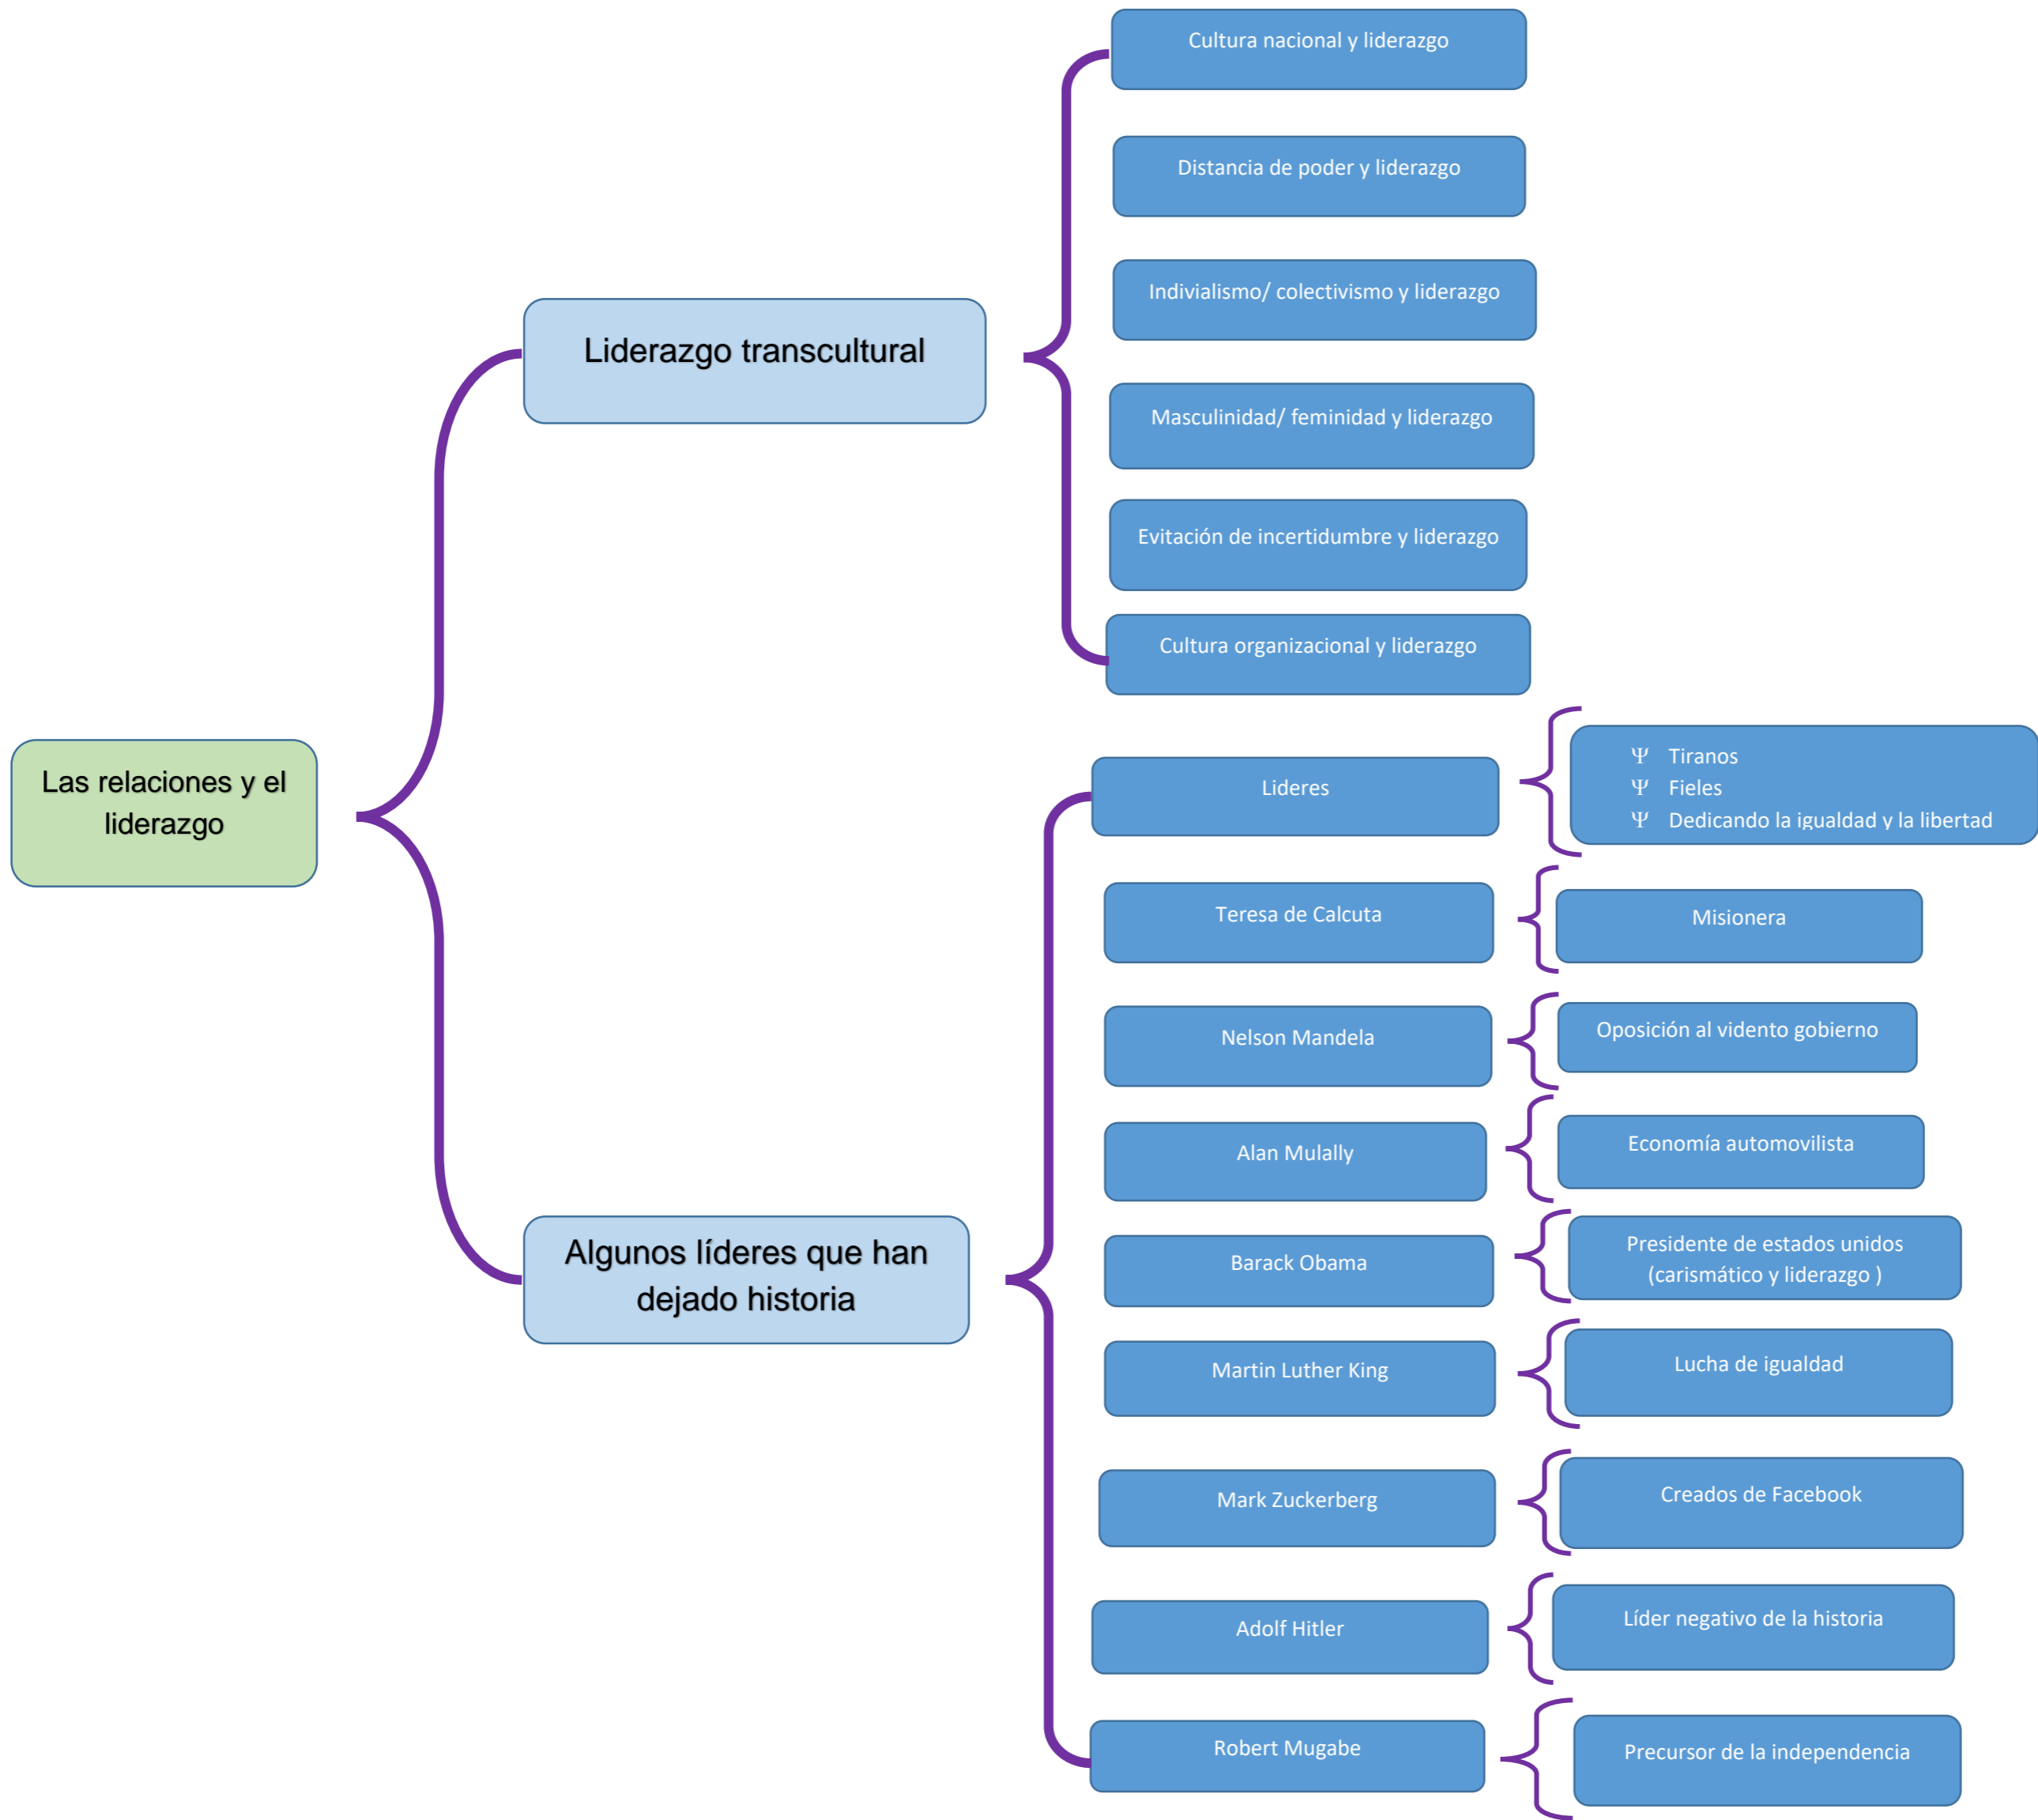 Las relaciones y el
liderazgo
Liderazgo transcultural
Cultura nacional y liderazgo
Distancia de poder y liderazgo
Indivialismo/ colectivismo y liderazgo
Masculinidad/ feminidad y liderazgo
Evitación de incertidumbre y liderazgo
Cultura organizacional y liderazgo
Algunos líderes que han
dejado historia
Lideres
Ψ Tiranos
Ψ Fieles
Ψ Dedicando la igualdad y la libertad
Teresa de Calcuta
Misionera
Nelson Mandela
Oposición al vidento gobierno
Alan Mulally
Economía automovilista
Barack Obama
Presidente de estados unidos
(carismático y liderazgo )
Martin Luther King
Lucha de igualdad
Mark Zuckerberg
Creados de Facebook
Adolf Hitler
Líder negativo de la historia
Robert Mugabe
Precursor de la independencia